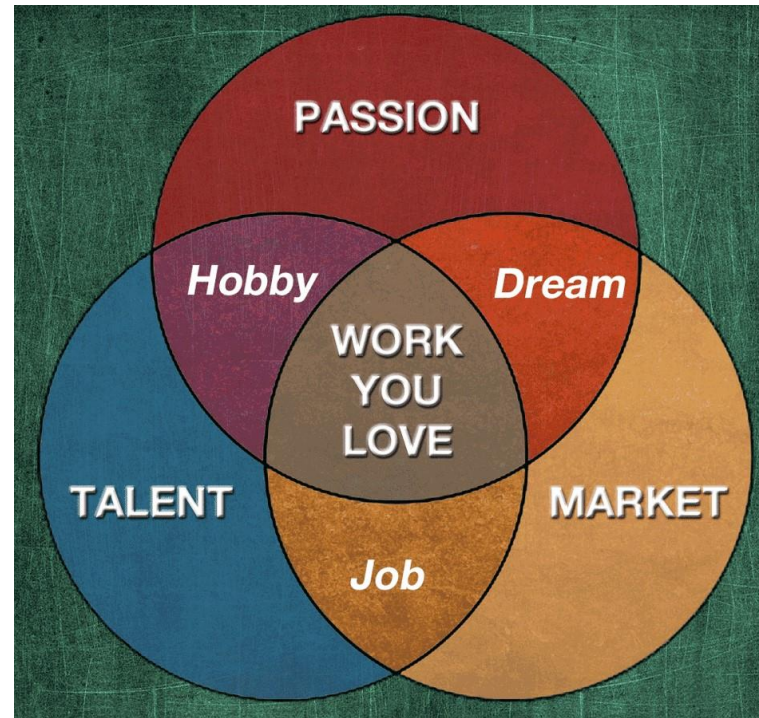 PASSION
Hobby
Dream
WORK
YOU
LOVE
TALENT
MARKET
Job